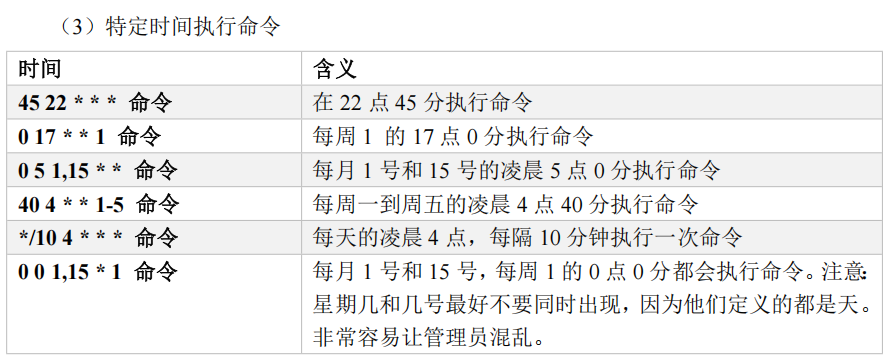 （3）特定时间执行命令
时间 含义
45 22 * * * 命令 在 22 点 45 分执行命令
0 17 * * 1 命令 每周 1 的 17 点 0 分执行命令
0 5 1,15 * * 命令 每月 1 号和 15 号的凌晨 5 点 0 分执行命令
40 4 * * 1-5 命令 每周一到周五的凌晨 4 点 40 分执行命令
*/10 4 * * * 命令 每天的凌晨 4 点，每隔 10 分钟执行一次命令
0 0 1,15 * 1 命令 每月 1 号和 15 号，每周 1 的 0 点 0 分都会执行命令。注意：
星期几和几号最好不要同时出现，因为他们定义的都是天。
非常容易让管理员混乱。